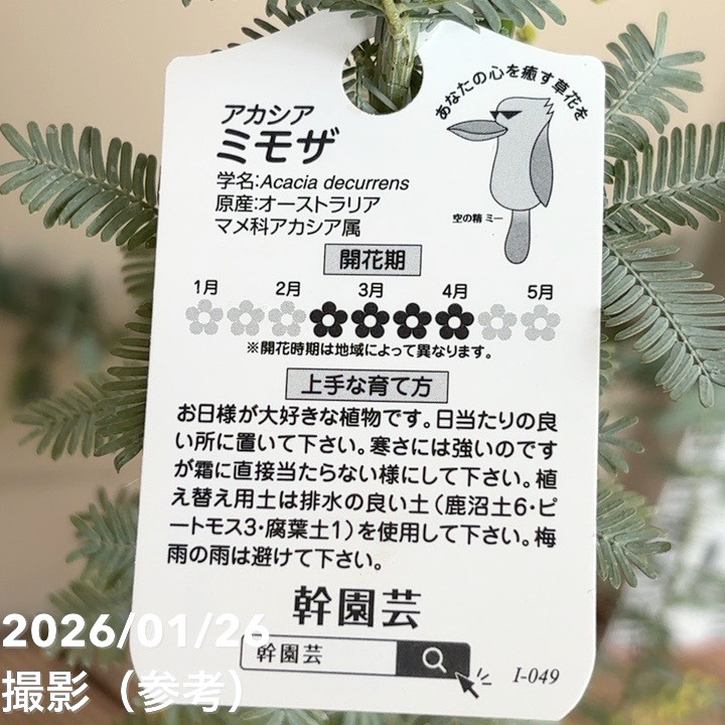 あなたの心を癒す草花を
アカシア
ミモザ
学名:Acacia decurrens
原産:オーストラリア
マメ科アカシア属
空の精 ミー
開花期
1月 2月 3月 4月 5月
※開花時期は地域によって異なります。
上手な育て方
お日様が大好きな植物です。日当たりの良
い所に置いて下さい。寒さには強いのです
が霜に直接当たらない様にして下さい。植
え替え用土は排水の良い土(鹿沼土6・ピ
ートモス3・腐葉土1)を使用して下さい。梅
雨の雨は避けて下さい。
幹園芸
幹園芸
I-049
2026/01/26
撮影(参考)